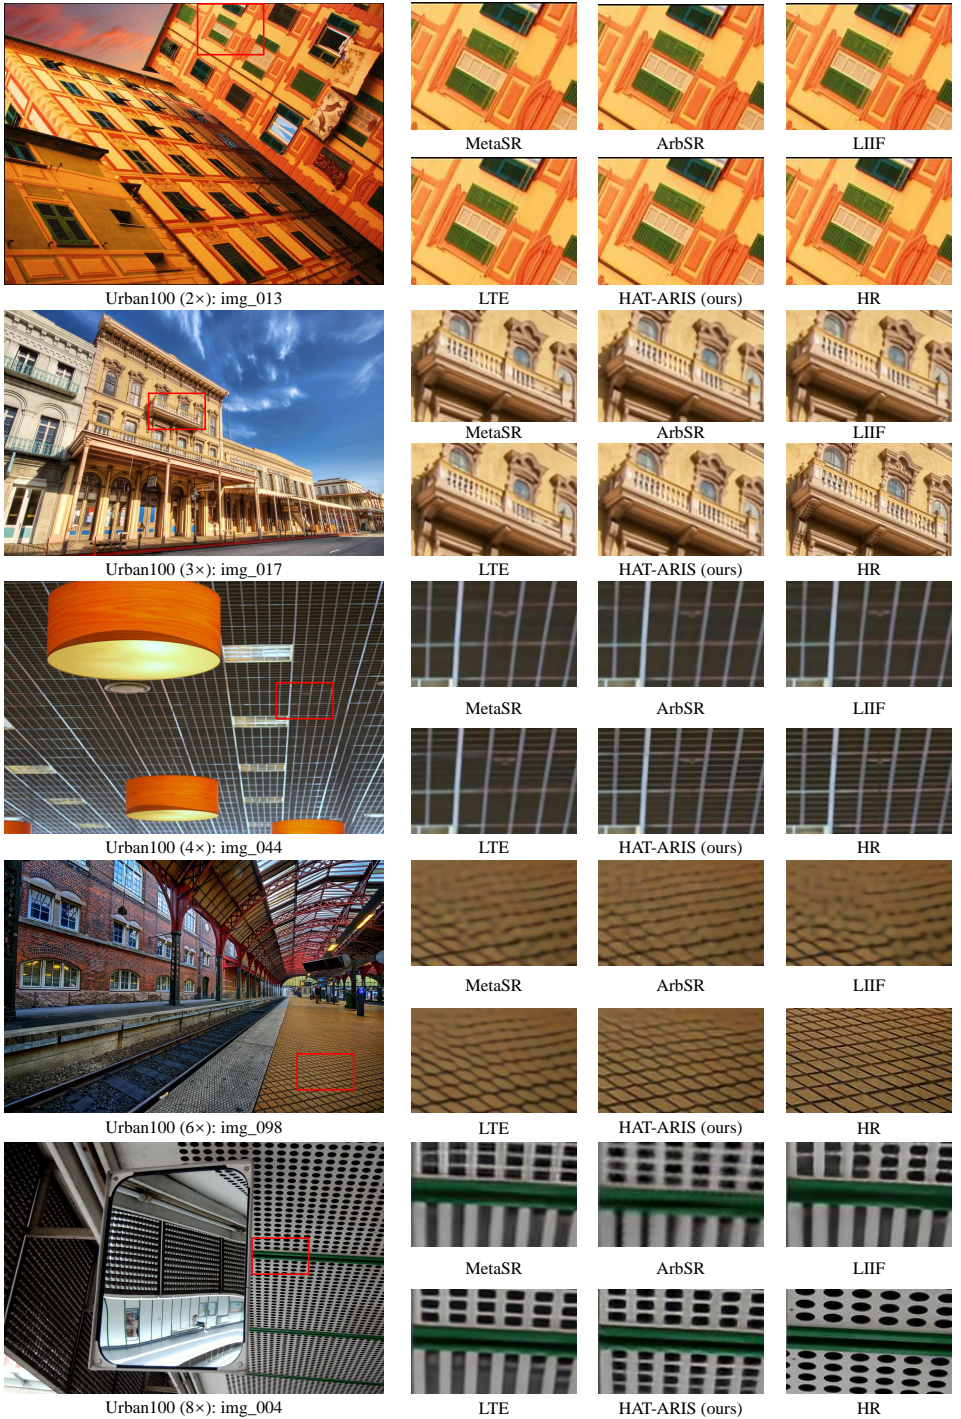 MetaSR
ArbSR
LIIF
LTE
HAT-ARIS (ours)
HR
Urban100 (2×): img_013
MetaSR
ArbSR
LIIF
LTE
HAT-ARIS (ours)
HR
Urban100 (3×): img_017
MetaSR
ArbSR
LIIF
LTE
HAT-ARIS (ours)
HR
Urban100 (4×): img_044
MetaSR
ArbSR
LIIF
LTE
HAT-ARIS (ours)
HR
Urban100 (6×): img_098
MetaSR
ArbSR
LIIF
LTE
HAT-ARIS (ours)
HR
Urban100 (8×): img_004